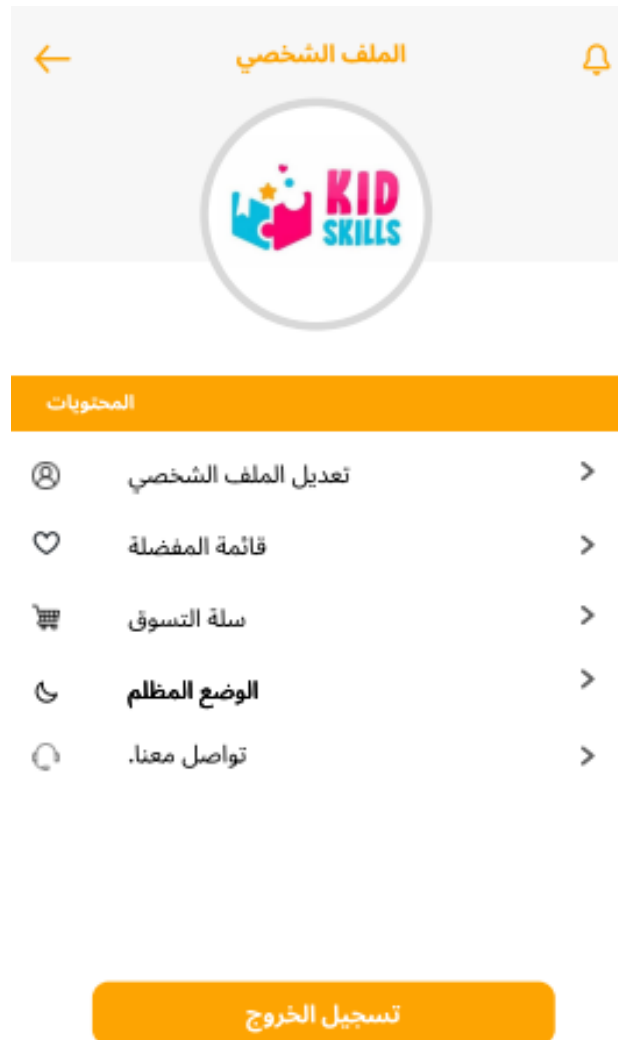 الملف الشخصي
KID
SKILLS
المحتويات
تعديل الملف الشخصي
قائمة المفضلة
سلة التسوق
الوضع المظلم
تواصل معنا.
تسجيل الخروج